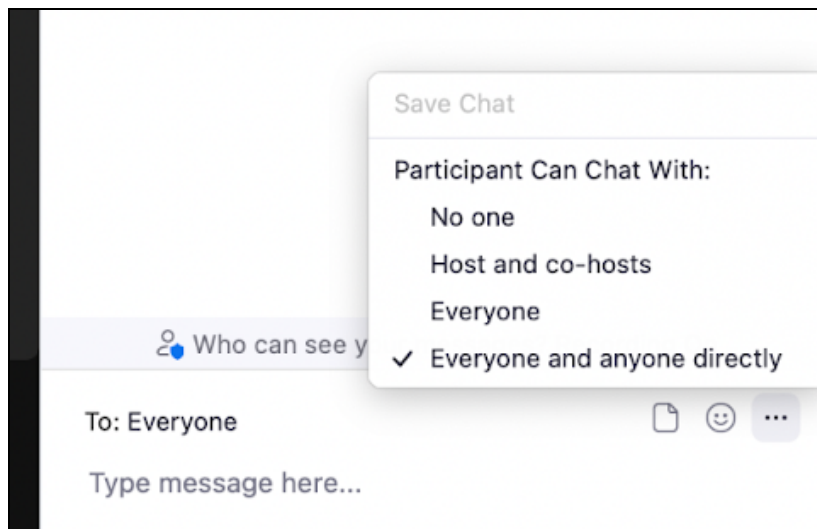 Save Chat
Participant Can Chat With:
No one
Host and co-hosts
Everyone
Everyone and anyone directly
Who can see y
To: Everyone
Type message here...